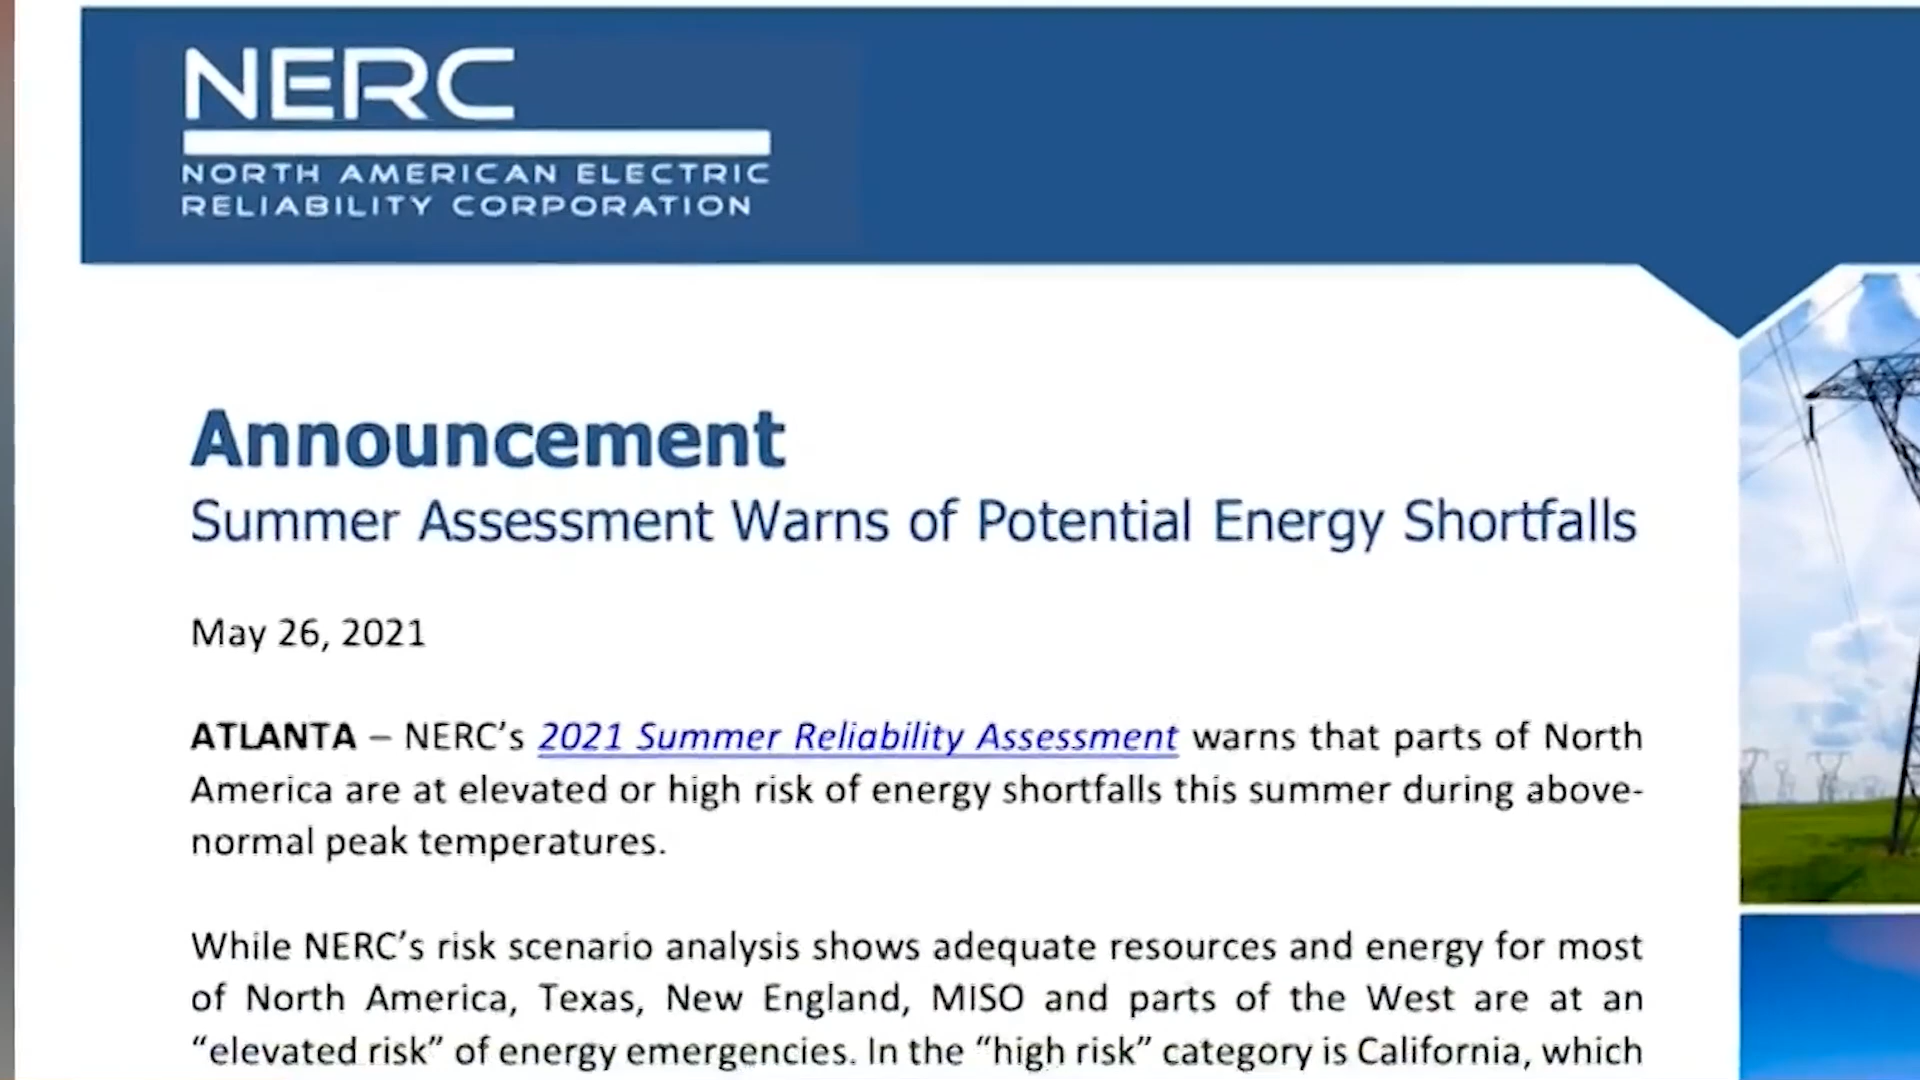 NERC
NORTH AMERICAN ELECTRIC
RELIABILITY CORPORATION
Announcement
Summer Assessment Warns of Potential Energy Shortfalls
May 26, 2021
ATLANTA – NERC’s 2021 Summer Reliability Assessment warns that parts of North
America are at elevated or high risk of energy shortfalls this summer during above-
normal peak temperatures.
While NERC’s risk scenario analysis shows adequate resources and energy for most
of North America, Texas, New England, MISO and parts of the West are at an
“elevated risk” of energy emergencies. In the “high risk” category is California, which